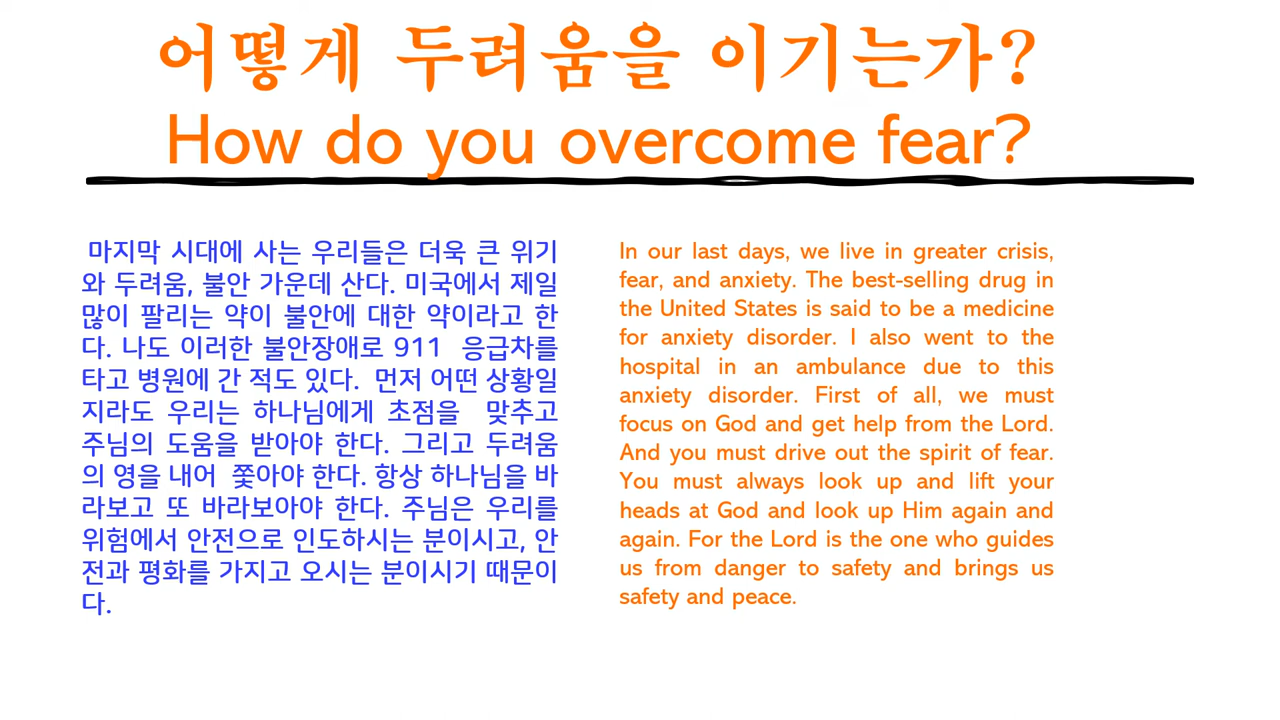 어떻게 두려움을 이기는가?
How do you overcome fear?
마지막 시대에 사는 우리들은 더욱 큰 위기
와 두려움, 불안 가운데 산다. 미국에서 제일
많이 팔리는 약이 불안에 대한 약이라고 한
다. 나도 이러한 불안장애로 911 응급차를
타고 병원에 간 적도 있다. 먼저 어떤 상황일
지라도 우리는 하나님에게 초점을 맞추고
주님의 도움을 받아야 한다. 그리고 두려움
의 영을 내어 쫓아야 한다. 항상 하나님을 바
라보고 또 바라보아야 한다. 주님은 우리를
위험에서 안전으로 인도하시는 분이시고, 안
전과 평화를 가지고 오시는 분이시기 때문이
다.
In our last days, we live in greater crisis,
fear, and anxiety. The best-selling drug in
the United States is said to be a medicine
for anxiety disorder. I also went to the
hospital in an ambulance due to this
anxiety disorder. First of all, we must
focus on God and get help from the Lord.
And you must drive out the spirit of fear.
You must always look up and lift your
heads at God and look up Him again and
again. For the Lord is the one who guides
us from danger to safety and brings us
safety and peace.